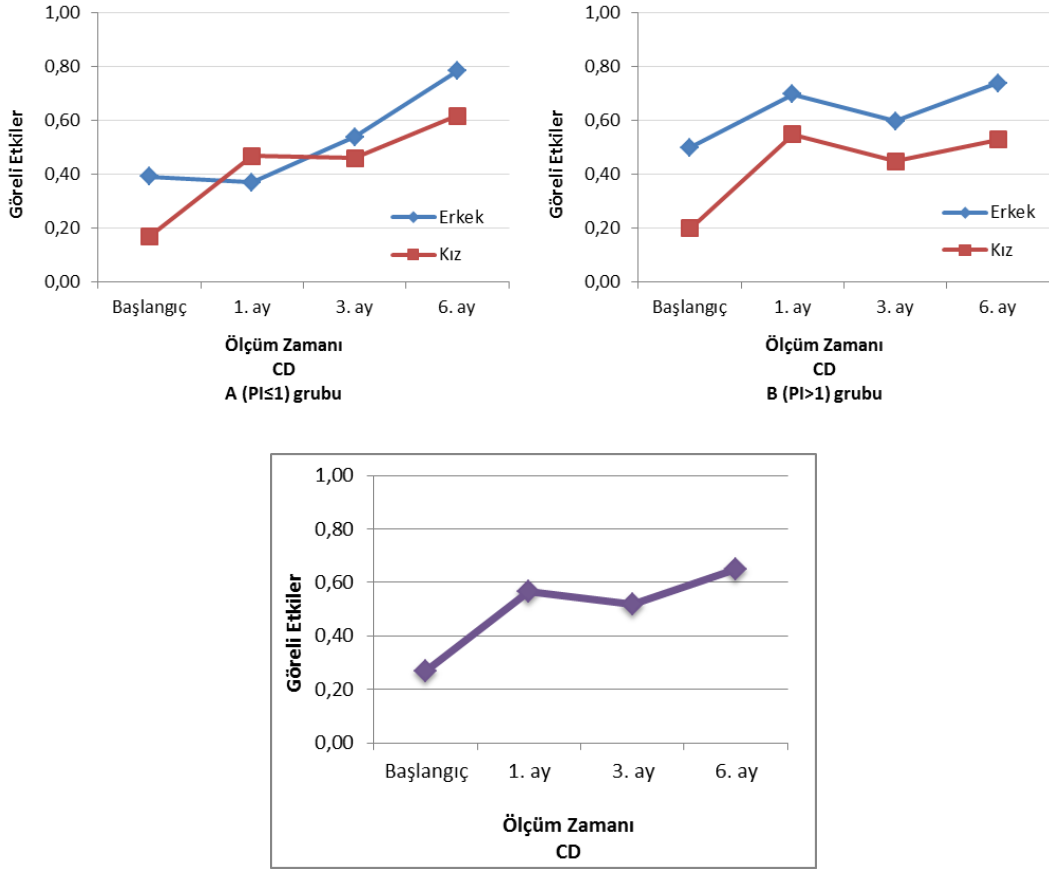 1,00
0,80
0,60
0,40
0,20
0,00
Göreli Etkiler
Erkek
Kız
Başlangıç 1. ay 3. ay 6. ay
Ölçüm Zamanı
CD
A (PI≤1) grubu
1,00
0,80
0,60
0,40
0,20
0,00
Göreli Etkiler
Erkek
Kız
Başlangıç 1. ay 3. ay 6. ay
Ölçüm Zamanı
CD
B (PI>1) grubu
1,00
0,80
0,60
0,40
0,20
0,00
Göreli Etkiler
Başlangıç 1. ay 3. ay 6. ay
Ölçüm Zamanı
CD